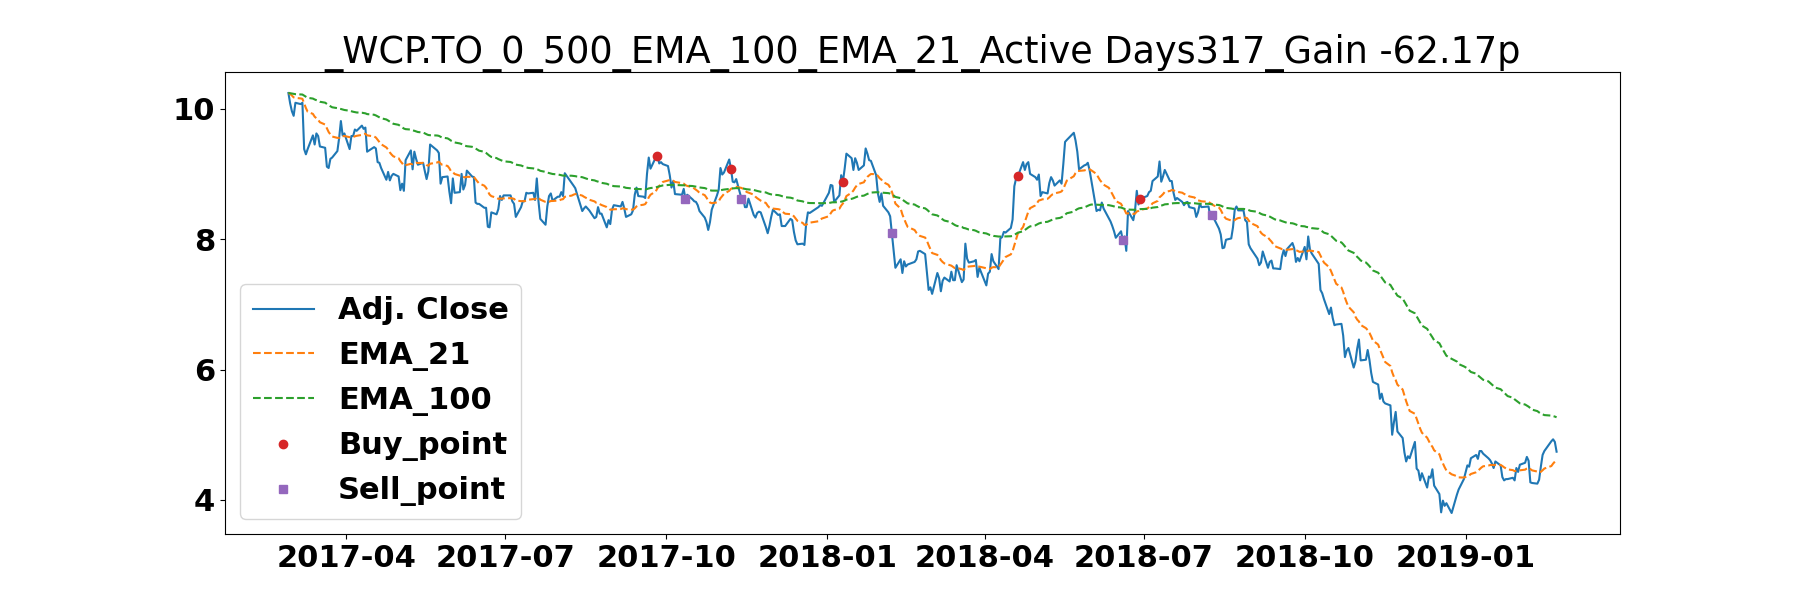 _WCP.TO_0_500_EMA_100_EMA_21_Active Days317_Gain -62.17p
10
8
6
4
Adj. Close
EMA_21
EMA_100
Buy_point
Sell_point
2017-04 2017-07 2017-10 2018-01 2018-04 2018-07 2018-10 2019-01